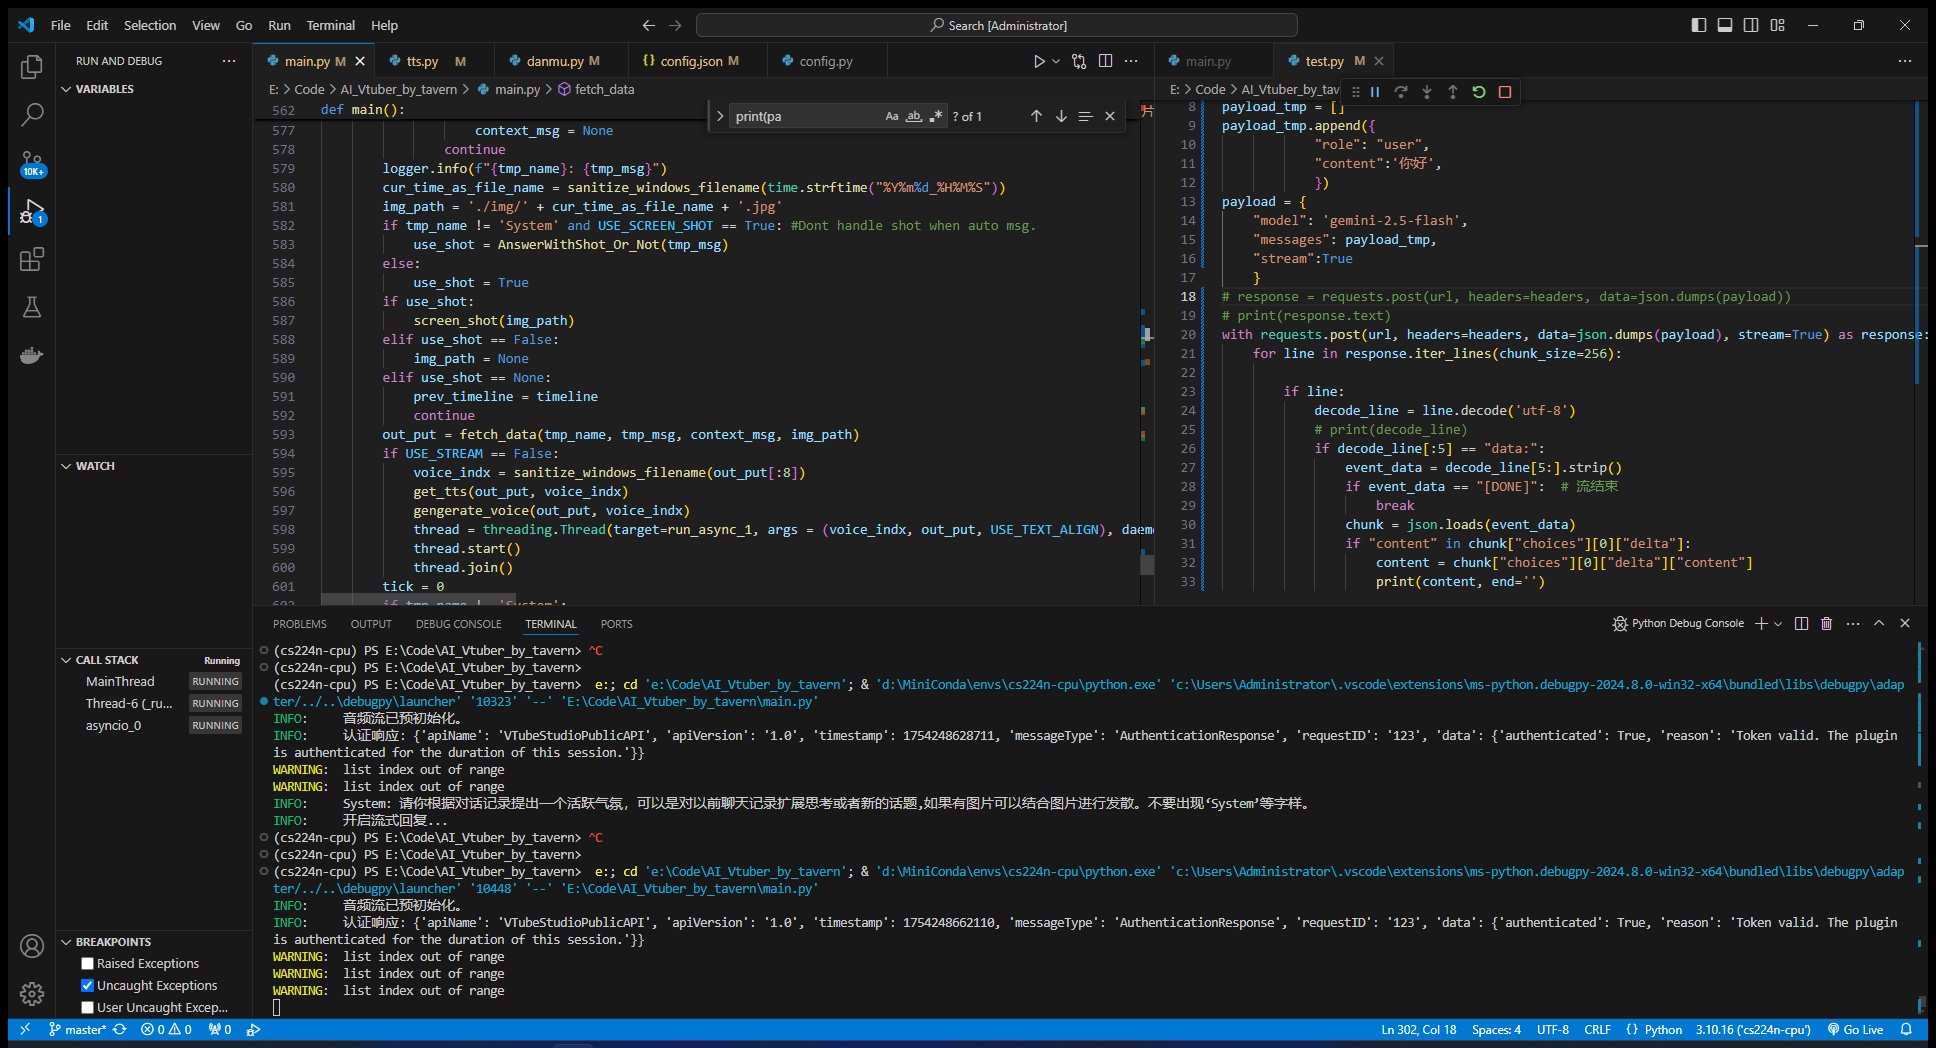 File Edit Selection View Go Run Terminal Help
Search [Administrator]
RUN AND DEBUG
main.py M
tts.py M
danmu.py M
config.json M
config.py
main.py
test.py M
VARIABLES
E: > Code > AI_Vtuber_by_tavern > main.py > fetch_data
E: > Code > AI_Vtuber_by_tav
print(pa
Aa ab .* ? of 1
562 def main():
577 context_msg = None
578 continue
579 logger.info(f"{tmp_name}: {tmp_msg}")
580 cur_time_as_file_name = sanitize_windows_filename(time.strftime("%Y%m%d_%H%M%S"))
581 img_path = './img/' + cur_time_as_file_name + '.jpg'
582 if tmp_name != 'System' and USE_SCREEN_SHOT == True: #Dont handle shot when auto msg.
583 use_shot = AnswerWithShot_Or_Not(tmp_msg)
584 else:
585 use_shot = True
586 if use_shot:
587 screen_shot(img_path)
588 elif use_shot == False:
589 img_path = None
590 elif use_shot == None:
591 prev_timeline = timeline
592 continue
593 out_put = fetch_data(tmp_name, tmp_msg, context_msg, img_path)
594 if USE_STREAM == False:
595 voice_indx = sanitize_windows_filename(out_put[:8])
596 get_tts(out_put, voice_indx)
597 gengerate_voice(out_put, voice_indx)
598 thread = threading.Thread(target=run_async_1, args = (voice_indx, out_put, USE_TEXT_ALIGN), daem
599 thread.start()
600 thread.join()
601 tick = 0
602 if tmp_name != 'System':
片
8 payload_tmp = []
9 payload_tmp.append({
10 "role": "user",
11 "content":'你好',
12 })
13 payload = {
14 "model": 'gemini-2.5-flash',
15 "messages": payload_tmp,
16 "stream":True
17 }
18 # response = requests.post(url, headers=headers, data=json.dumps(payload))
19 # print(response.text)
20 with requests.post(url, headers=headers, data=json.dumps(payload), stream=True) as response:
21 for line in response.iter_lines(chunk_size=256):
22
23 if line:
24 decode_line = line.decode('utf-8')
25 # print(decode_line)
26 if decode_line[:5] == "data:":
27 event_data = decode_line[5:].strip()
28 if event_data == "[DONE]": # 流结束
29 break
30 chunk = json.loads(event_data)
31 if "content" in chunk["choices"][0]["delta"]:
32 content = chunk["choices"][0]["delta"]["content"]
33 print(content, end='')
10K+
1
WATCH
CALL STACK Running
MainThread RUNNING
Thread-6 (_ru... RUNNING
asyncio_0 RUNNING
BREAKPOINTS
Raised Exceptions
Uncaught Exceptions
User Uncaught Excep...
PROBLEMS OUTPUT DEBUG CONSOLE TERMINAL PORTS
Python Debug Console
(cs224n-cpu) PS E:\Code\AI_Vtuber_by_tavern> ^C
(cs224n-cpu) PS E:\Code\AI_Vtuber_by_tavern>
(cs224n-cpu) PS E:\Code\AI_Vtuber_by_tavern> e:; cd 'e:\Code\AI_Vtuber_by_tavern'; & 'd:\MiniConda\envs\cs224n-cpu\python.exe' 'c:\Users\Administrator\.vscode\extensions\ms-python.debugpy-2024.8.0-win32-x64\bundled\libs\debugpy\adap
ter/../..\debugpy\launcher' '10323' '--' 'E:\Code\AI_Vtuber_by_tavern\main.py'
INFO: 音频流已预初始化。
INFO: 认证响应: {'apiName': 'VTubeStudioPublicAPI', 'apiVersion': '1.0', 'timestamp': 1754248628711, 'messageType': 'AuthenticationResponse', 'requestID': '123', 'data': {'authenticated': True, 'reason': 'Token valid. The plugin
is authenticated for the duration of this session.'}}
WARNING: list index out of range
WARNING: list index out of range
INFO: System: 请你根据对话记录提出一个活跃气氛，可以是对以前聊天记录扩展思考或者新的话题,如果有图片可以结合图片进行发散。不要出现‘System’等字样。
INFO: 开启流式回复...
(cs224n-cpu) PS E:\Code\AI_Vtuber_by_tavern> ^C
(cs224n-cpu) PS E:\Code\AI_Vtuber_by_tavern>
(cs224n-cpu) PS E:\Code\AI_Vtuber_by_tavern> e:; cd 'e:\Code\AI_Vtuber_by_tavern'; & 'd:\MiniConda\envs\cs224n-cpu\python.exe' 'c:\Users\Administrator\.vscode\extensions\ms-python.debugpy-2024.8.0-win32-x64\bundled\libs\debugpy\adap
ter/../..\debugpy\launcher' '10448' '--' 'E:\Code\AI_Vtuber_by_tavern\main.py'
INFO: 音频流已预初始化。
INFO: 认证响应: {'apiName': 'VTubeStudioPublicAPI', 'apiVersion': '1.0', 'timestamp': 1754248662110, 'messageType': 'AuthenticationResponse', 'requestID': '123', 'data': {'authenticated': True, 'reason': 'Token valid. The plugin
is authenticated for the duration of this session.'}}
WARNING: list index out of range
WARNING: list index out of range
WARNING: list index out of range
master* 0 0 0
Ln 302, Col 18 Spaces: 4 UTF-8 CRLF {} Python 3.10.16 ('cs224n-cpu') Go Live